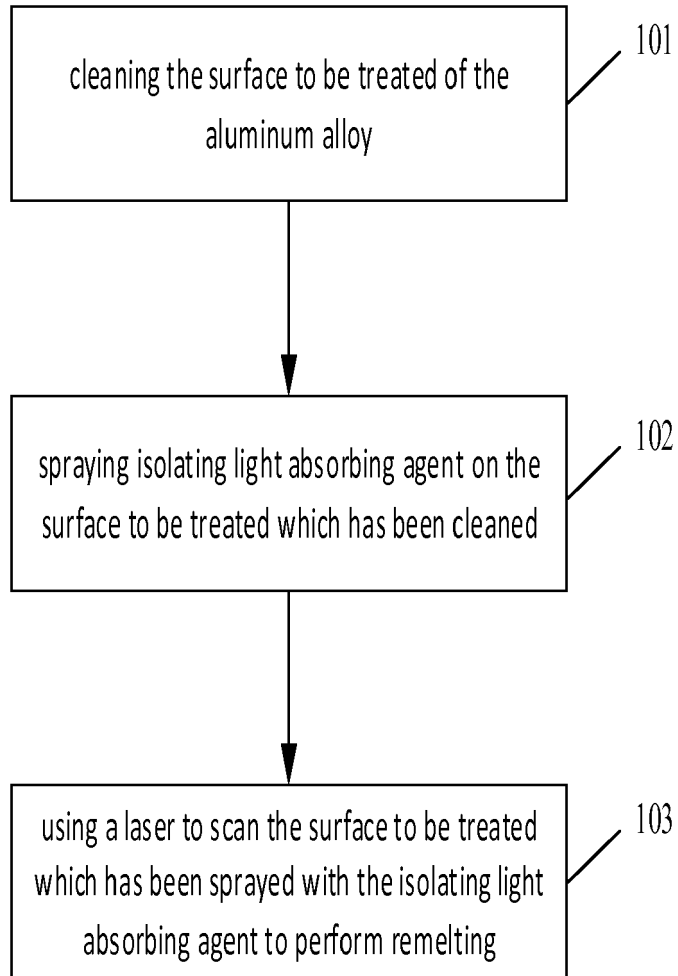 cleaning the surface to be treated of the
aluminum alloy
101
spraying isolating light absorbing agent on the
surface to be treated which has been cleaned
102
using a laser to scan the surface to be treated
which has been sprayed with the isolating light
absorbing agent to perform remelting
103